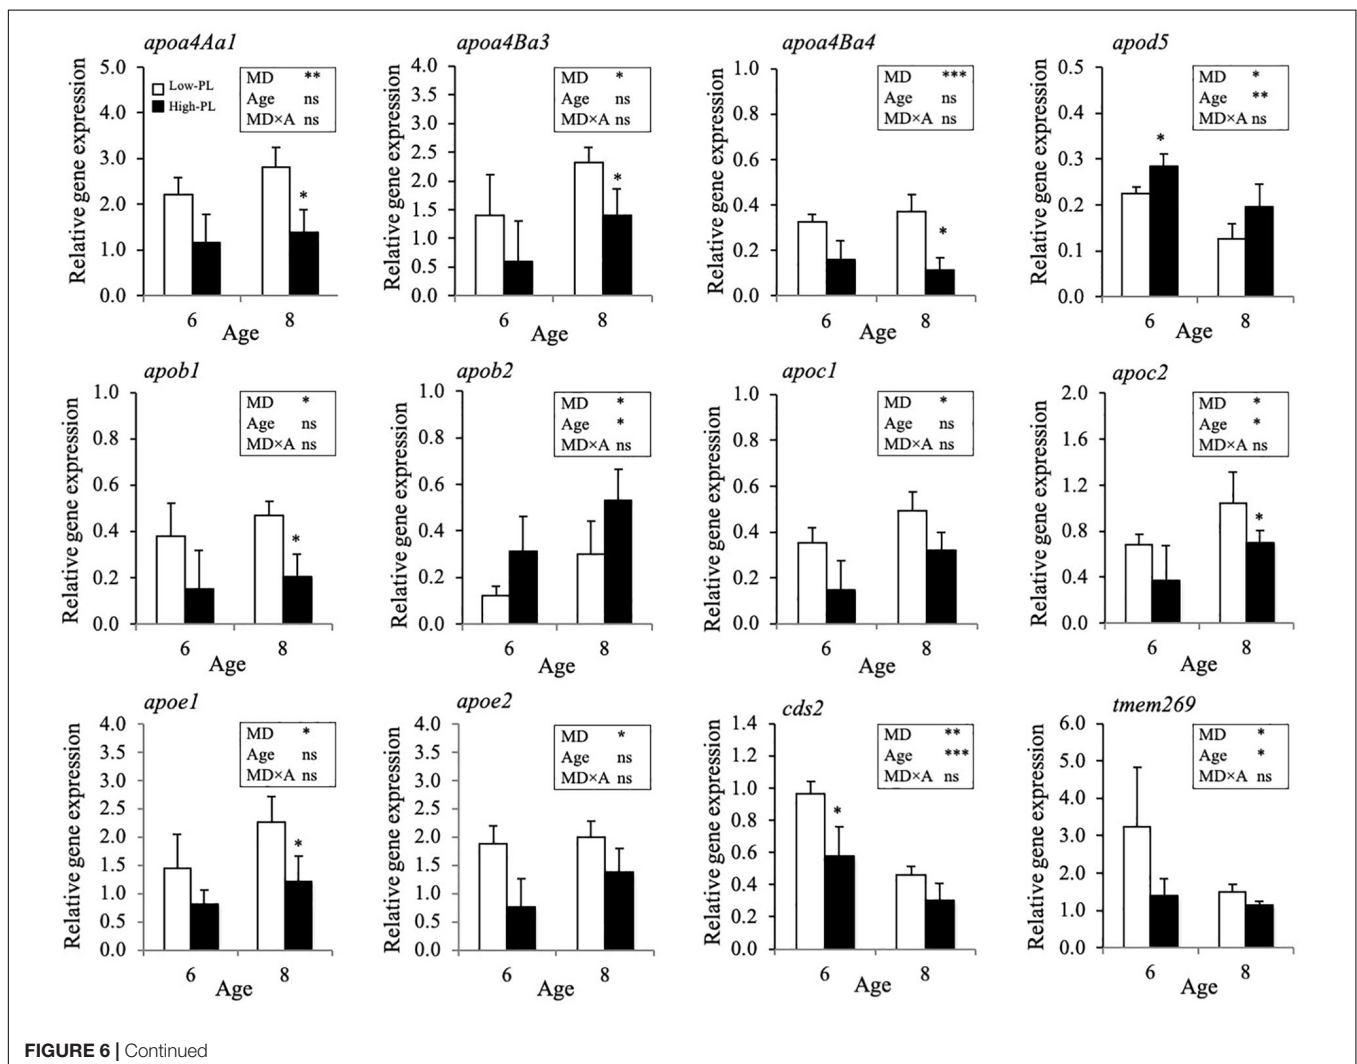 apoa4Aa1 apoa4Ba3 apoa4Ba4 apod5
Relative gene expression
5.0
4.0
3.0
2.0
1.0
0.0
Low-PL
High-PL
MD **
Age ns
MD×A ns
*
6 8
Age
Relative gene expression
4.0
3.5
3.0
2.5
2.0
1.5
1.0
0.5
0.0
MD *
Age ns
MD×A ns
*
6 8
Age
Relative gene expression
1.0
0.8
0.6
0.4
0.2
0.0
MD ***
Age ns
MD×A ns
*
6 8
Age
Relative gene expression
0.5
0.4
0.3
0.2
0.1
0.0
MD *
Age **
MD×A ns
*
6 8
Age
apob1 apob2 apoc1 apoc2
Relative gene expression
1.0
0.8
0.6
0.4
0.2
0.0
MD *
Age ns
MD×A ns
*
6 8
Age
Relative gene expression
1.0
0.8
0.6
0.4
0.2
0.0
MD *
Age *
MD×A ns
6 8
Age
Relative gene expression
1.0
0.8
0.6
0.4
0.2
0.0
MD *
Age ns
MD×A ns
6 8
Age
Relative gene expression
2.0
1.6
1.2
0.8
0.4
0.0
MD *
Age *
MD×A ns
*
6 8
Age
apoe1 apoe2 cds2 tmem269
Relative gene expression
4.0
3.5
3.0
2.5
2.0
1.5
1.0
0.5
0.0
MD *
Age ns
MD×A ns
*
6 8
Age
Relative gene expression
4.0
3.5
3.0
2.5
2.0
1.5
1.0
0.5
0.0
MD *
Age ns
MD×A ns
6 8
Age
Relative gene expression
1.4
1.2
1.0
0.8
0.6
0.4
0.2
0.0
MD **
Age ***
MD×A ns
*
6 8
Age
Relative gene expression
6.0
5.0
4.0
3.0
2.0
1.0
0.0
MD *
Age *
MD×A ns
6 8
Age
FIGURE 6 | Continued